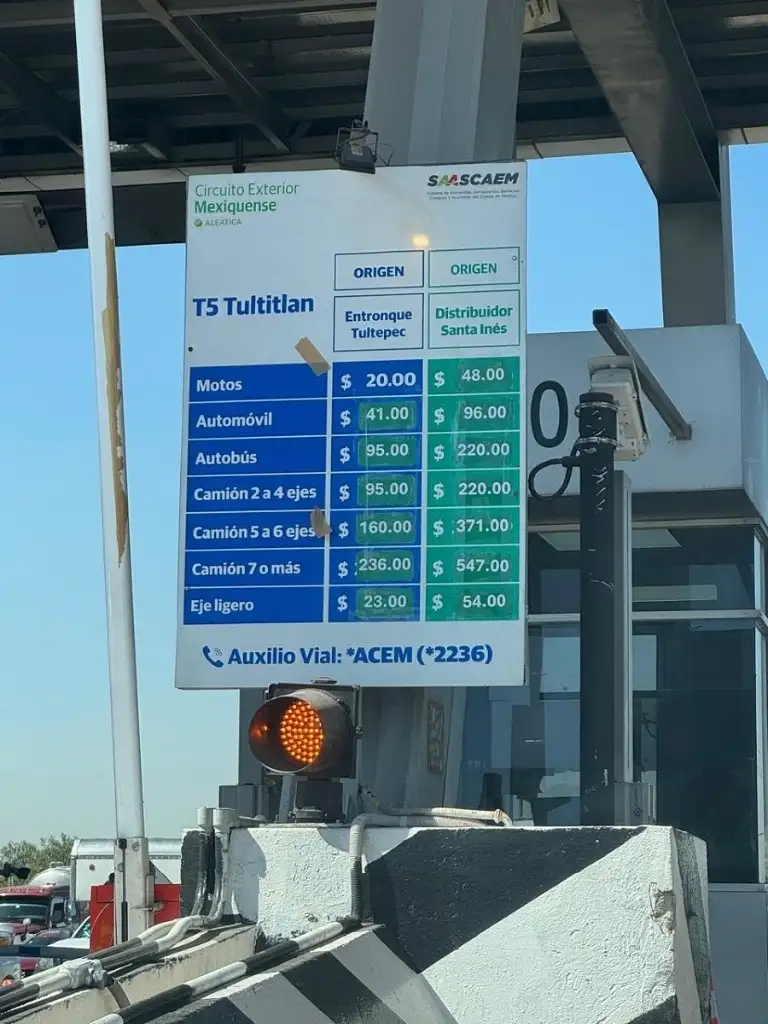 Circuito Exterior
Mexiquense
ALEATICA
SAASCAEM
ORIGEN ORIGEN
T5 Tultitlan
Entronque
Tultepec
Distribuidor
Santa Inés
Motos $ 20.00 $ 48.00
Automóvil $ 41.00 $ 96.00
Autobús $ 95.00 $ 220.00
Camión 2 a 4 ejes $ 95.00 $ 220.00
Camión 5 a 6 ejes $ 160.00 $ 371.00
Camión 7 o más $ 236.00 $ 547.00
Eje ligero $ 23.00 $ 54.00
Auxilio Vial: *ACEM (*2236)
0